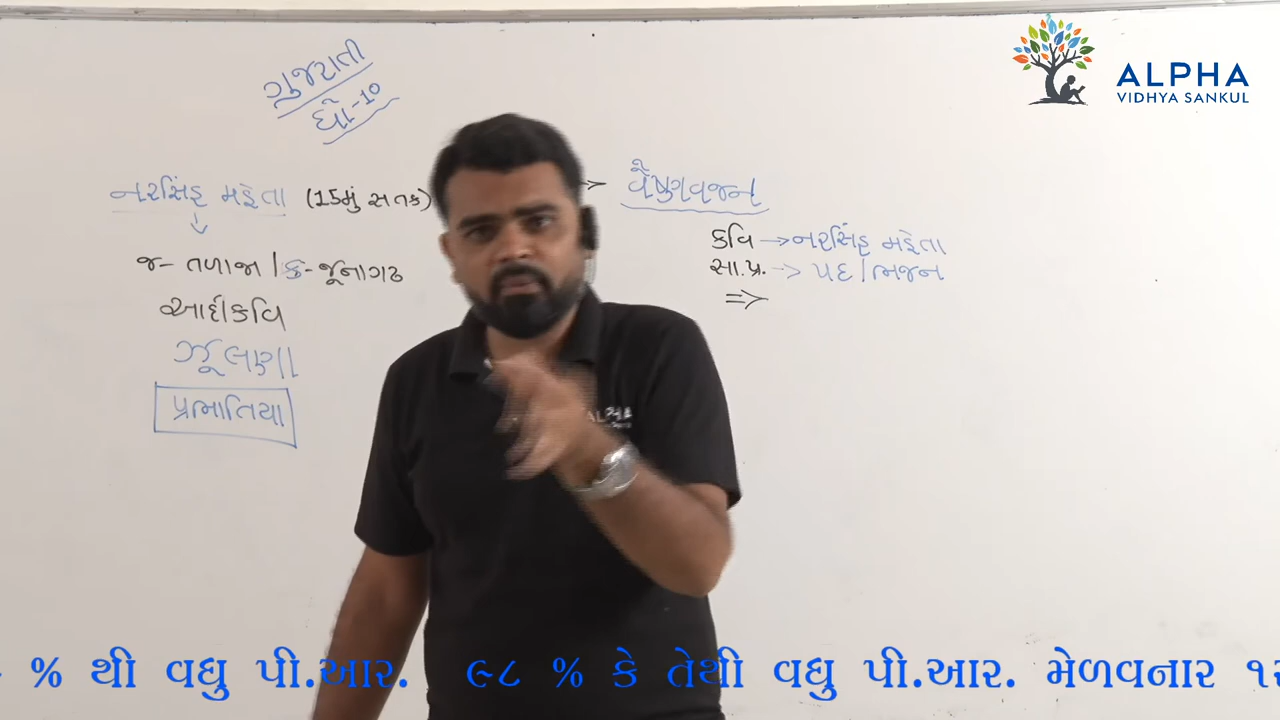 ગુજરાતી
ધો-૧૦
ALPHA
VIDHYA SANKUL
નરસિંહ મહેતા (15મું સતક)
જ- તળાજા / ક-જૂનાગઢ
આદીકવિ
ઝૂલણા
પ્રભાતિયા
→ વૈષ્ણવજન
કવિ → નરસિંહ મહેતા
સા.પ્ર. → પદ / ભજન
⇒
ALPHA
% થી વધુ પી.આર. ૯૮ % કે તેથી વધુ પી.આર. મેળવનાર